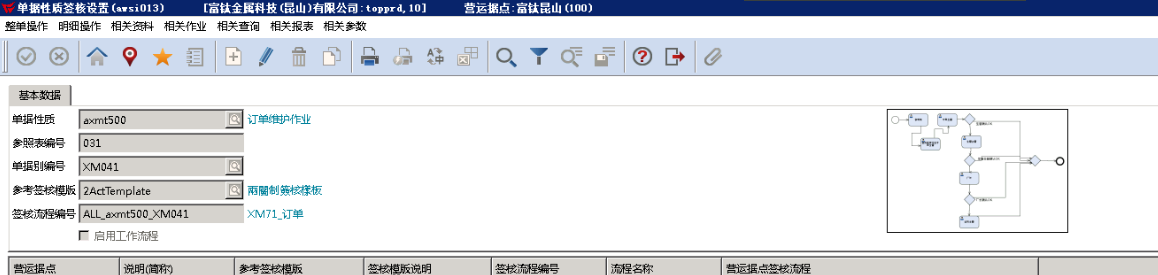 单据性质签核设置(awsi013) [富钛金属科技(昆山)有限公司:topprd,10] 营运据点:富钛昆山(100)
整单操作 明细操作 相关资料 相关作业 相关查询 相关报表 相关参数
基本数据
单据性质 axmt500 订单维护作业
参照表编号 031
单据别编号 XM041
参考签核模版 2ActTemplate 兩關制簽核樣板
签核流程编号 ALL_axmt500_XM041 XM71_订单
启用工作流程
营运据点 说明(简称) 参考签核模版 签核模版说明 签核流程编号 流程名称 营运据点签核流程